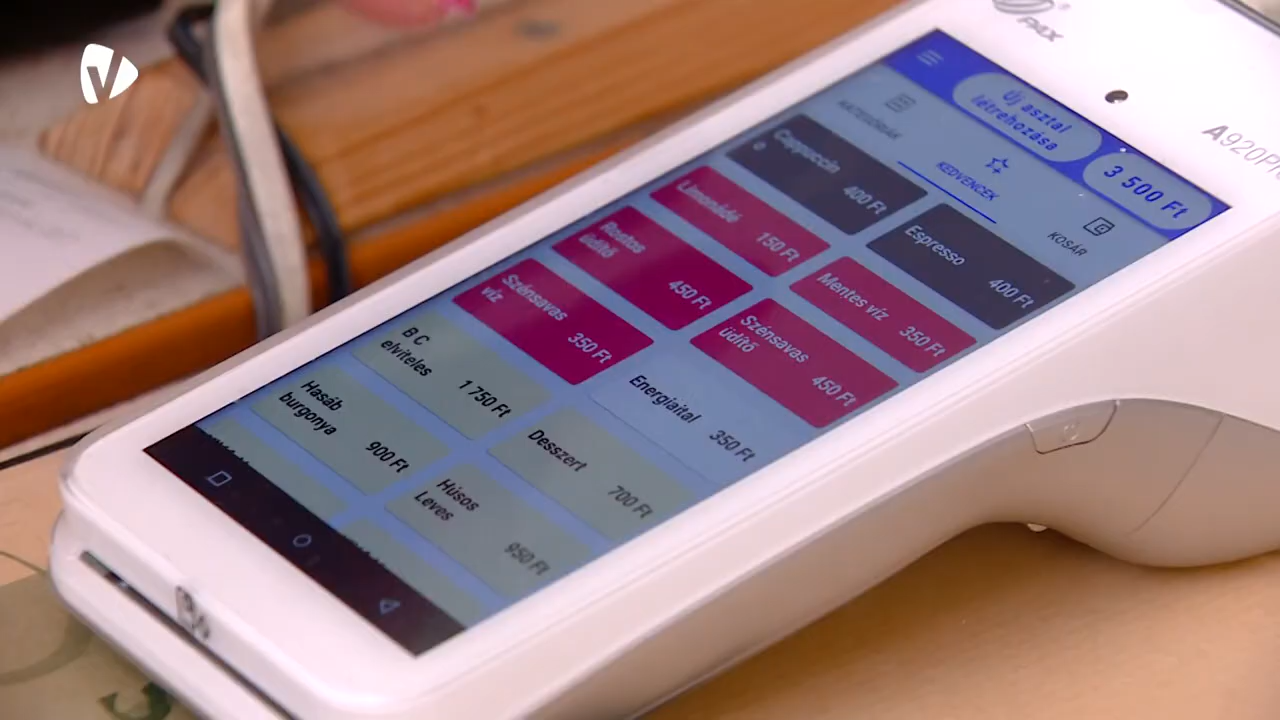 PAX
A920Pro
Új asztal
létrehozása
3 500 Ft
KATEGÓRIÁK
KEDVENCEK
KOSÁR
Cappuccin
o
400 Ft
Espresso
400 Ft
Limonádé
150 Ft
Mentes víz
350 Ft
Rostos
üdítő
450 Ft
Szénsavas
üdítő
450 Ft
Szénsavas
víz
350 Ft
Energiaital
350 Ft
B C
elviteles
1 750 Ft
Desszert
700 Ft
Hasáb
burgonya
900 Ft
Húsos
Leves
950 Ft